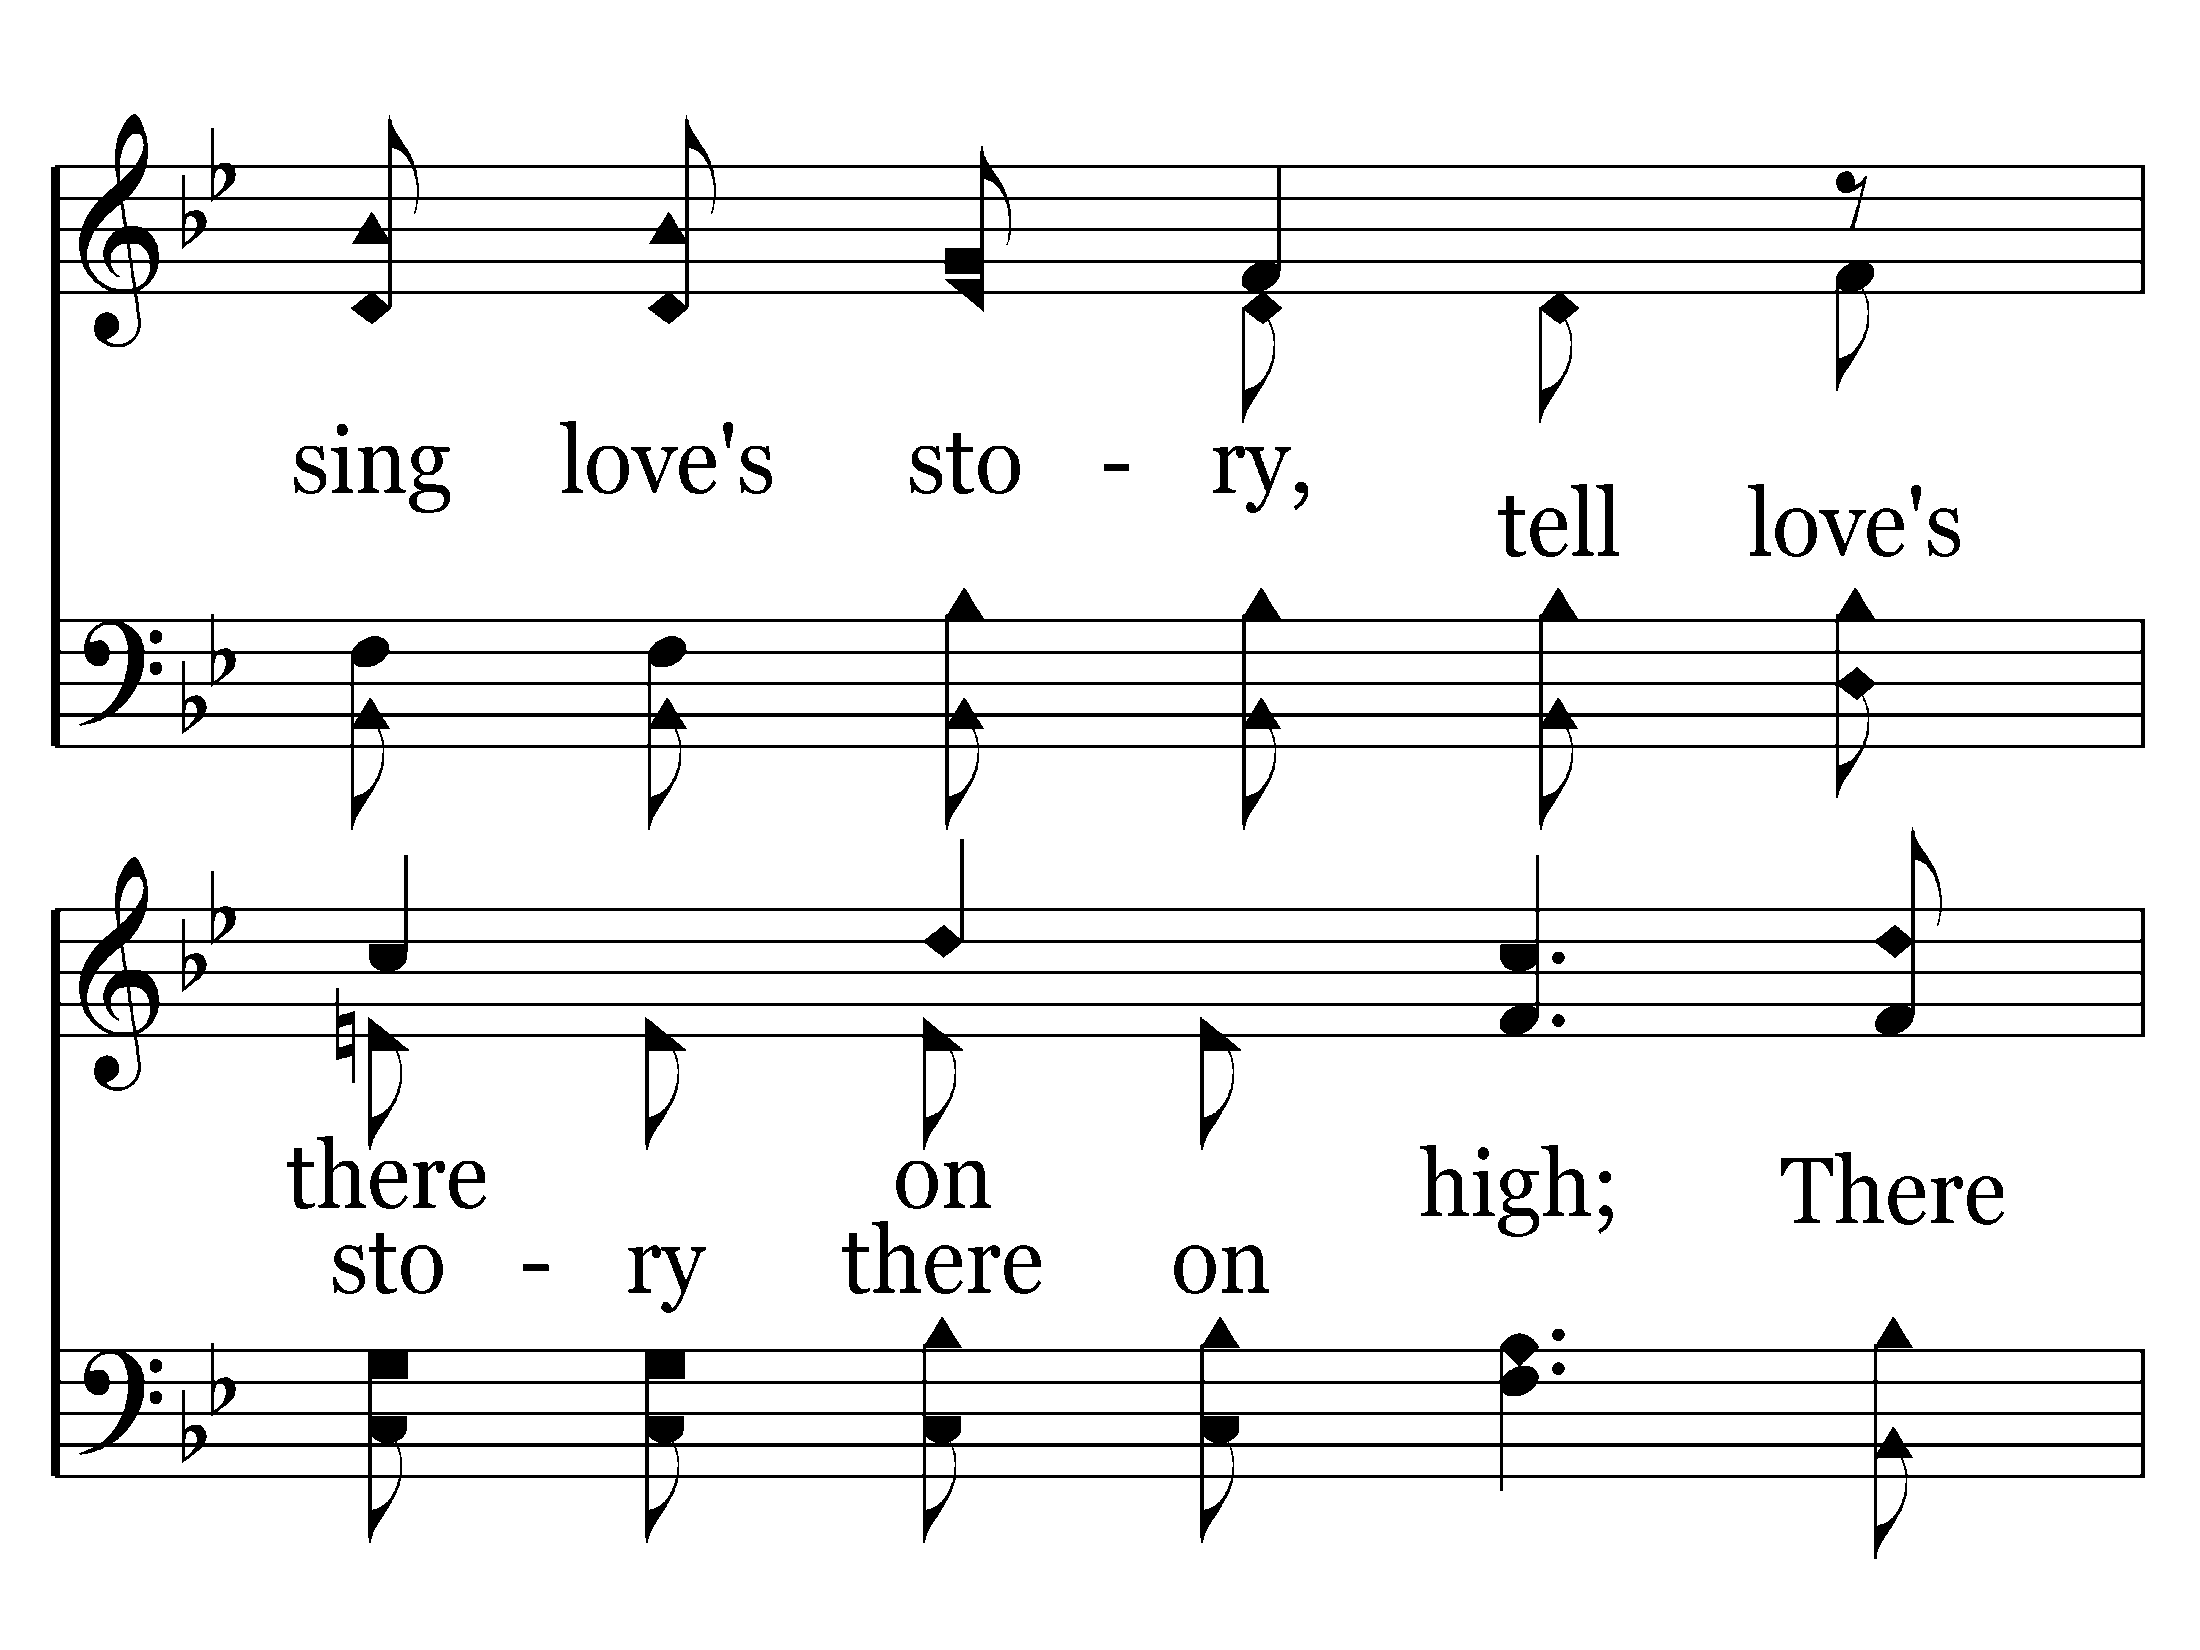 sing love's sto - ry,
tell love's
there on high; There
sto - ry there on